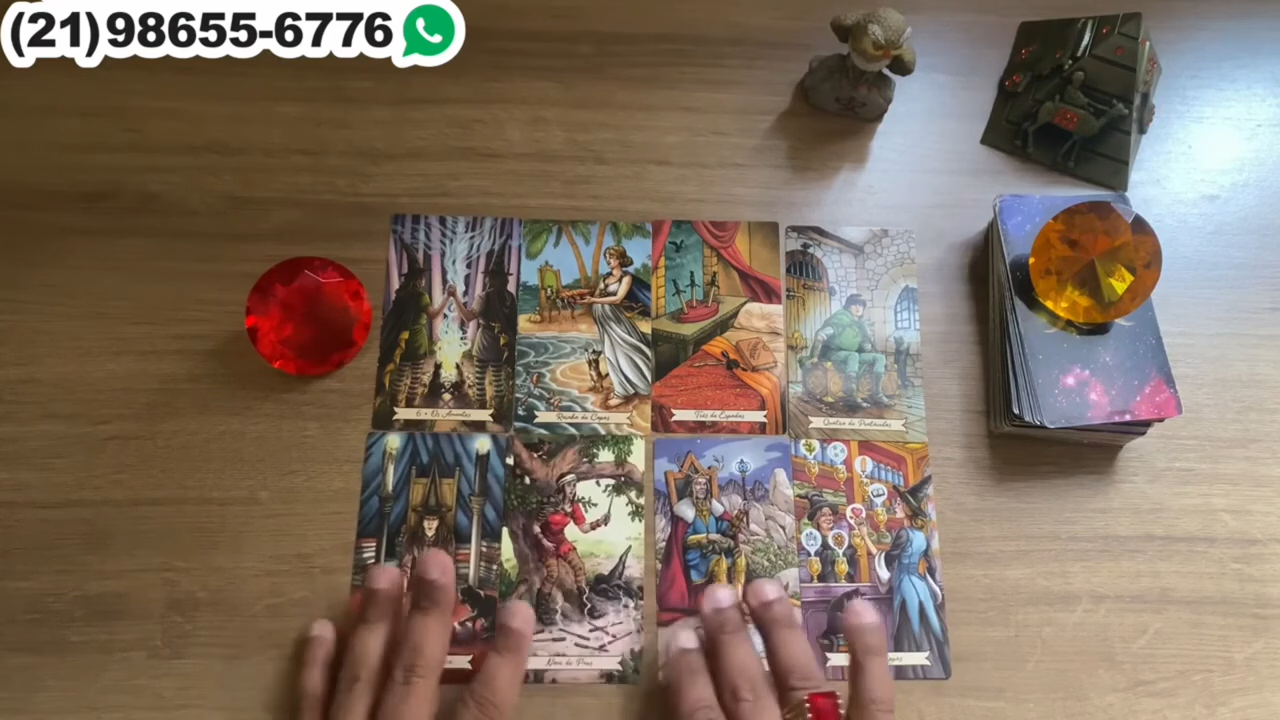 (21)98655-6776
6 • Os Amantes
Rainha de Copas
Três de Espadas
Quatro de Pentáculos
Nove de Paus